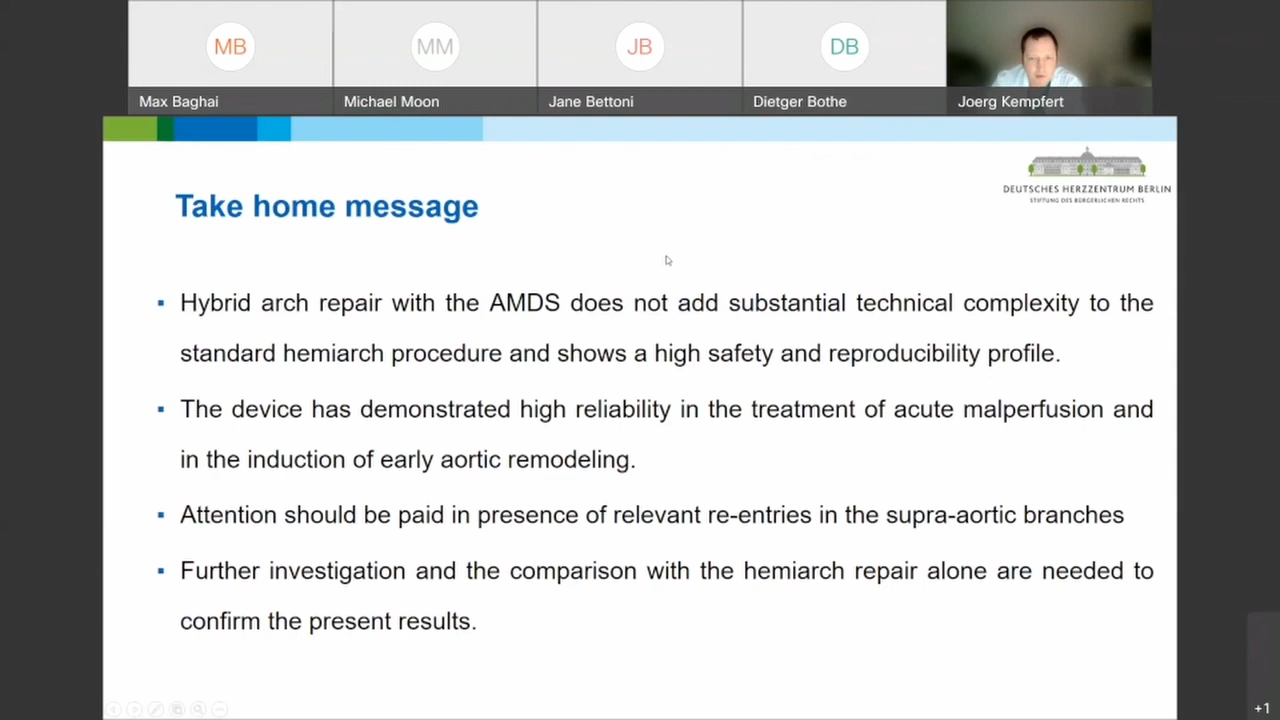 MB
MM
JB
DB
Max Baghai
Michael Moon
Jane Bettoni
Dietger Bothe
Joerg Kempfert
DEUTSCHES HERZZENTRUM BERLIN
STIFTUNG DES BÜRGERLICHEN RECHTS
Take home message
▪ Hybrid arch repair with the AMDS does not add substantial technical complexity to the
standard hemiarch procedure and shows a high safety and reproducibility profile.
▪ The device has demonstrated high reliability in the treatment of acute malperfusion and
in the induction of early aortic remodeling.
▪ Attention should be paid in presence of relevant re-entries in the supra-aortic branches
▪ Further investigation and the comparison with the hemiarch repair alone are needed to
confirm the present results.
+1